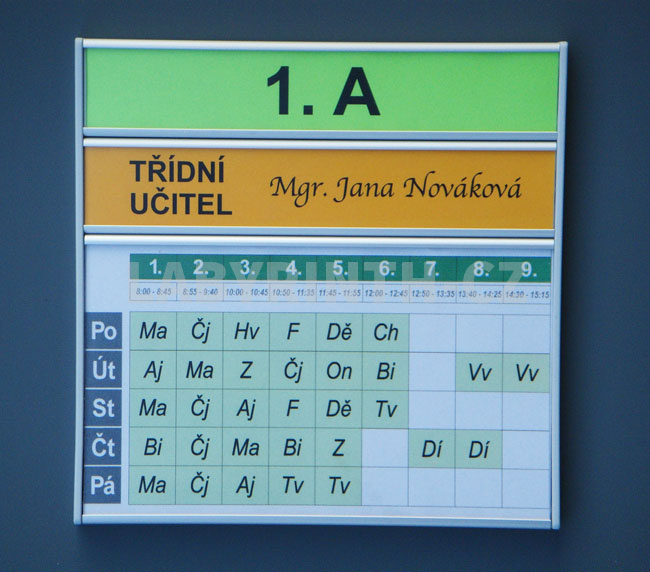 1. A
TŘÍDNÍ
UČITEL
Mgr. Jana Nováková
LABYRINTH.CZ
1. 2. 3. 4. 5. 6. 7. 8. 9.
8:00 - 8:45 8:55 - 9:40 10:00 - 10:45 10:50 - 11:35 11:45 - 11:55 12:00 - 12:45 12:50 - 13:35 13:40 - 14:25 14:30 - 15:15
Po Ma Čj Hv F Dě Ch
Út Aj Ma Z Čj On Bi Vv Vv
St Ma Čj Aj F Dě Tv
Čt Bi Čj Ma Bi Z Dí Dí
Pá Ma Čj Aj Tv Tv